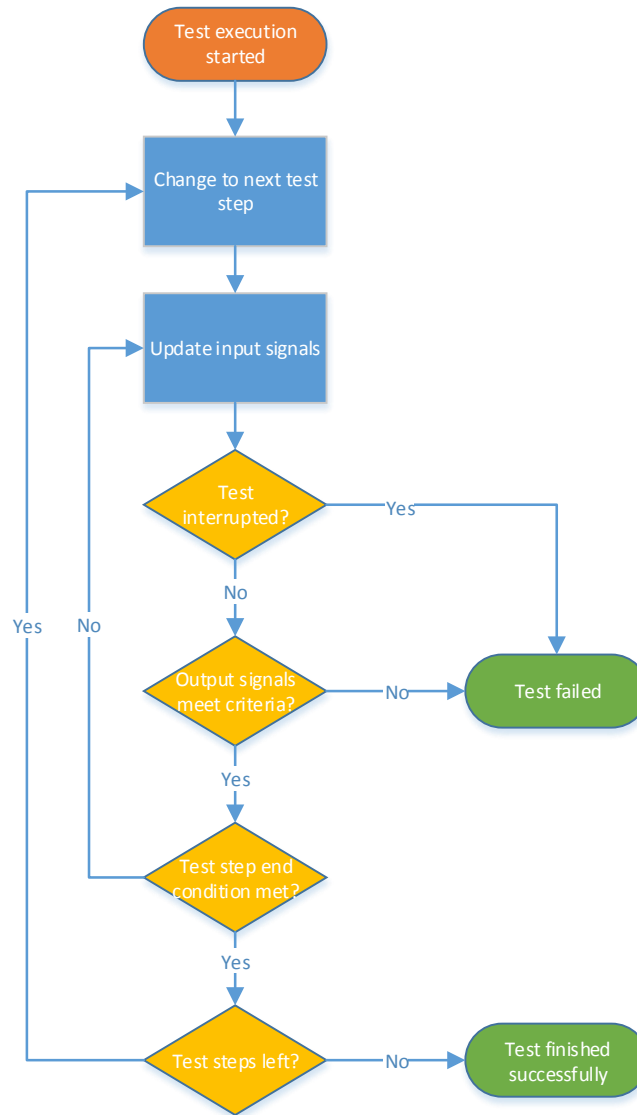 Test execution
started
Change to next test
step
Update input signals
Test
interrupted?
Yes
No
Yes
No
Output signals
meet criteria?
No
Test failed
Yes
Test step end
condition met?
Yes
Test steps left?
No
Test finished
successfully